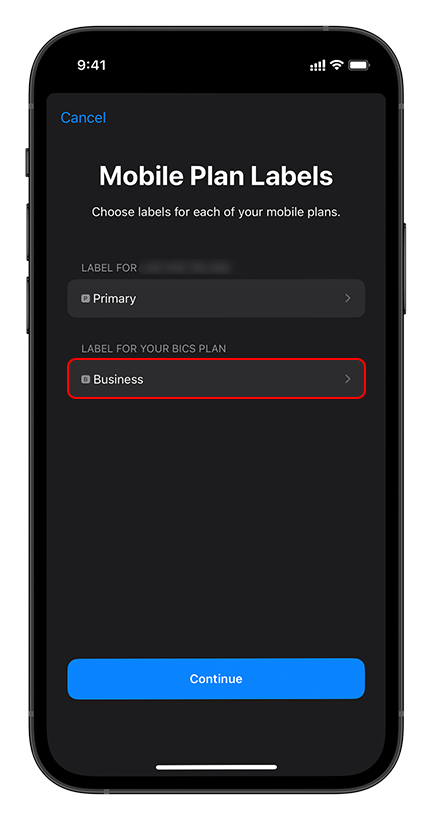 9:41
Cancel
Mobile Plan Labels
Choose labels for each of your mobile plans.
LABEL FOR
P Primary
LABEL FOR YOUR BICS PLAN
B Business
Continue